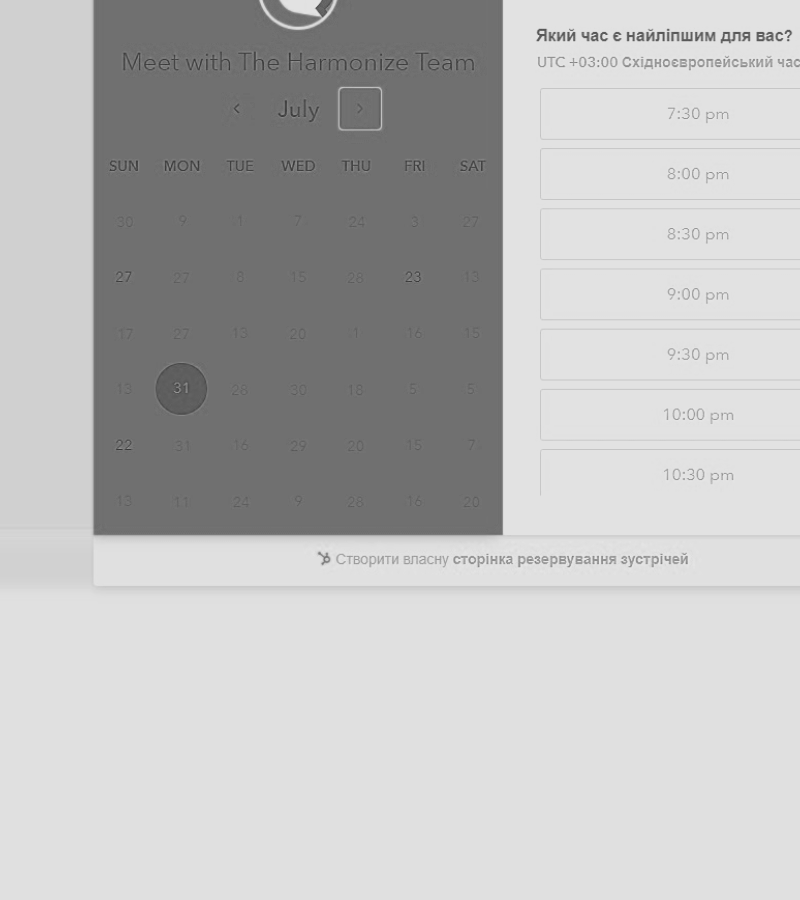 Meet with The Harmonize Team
July
SUN MON TUE WED THU FRI SAT
30 9 1 7 24 3 27
27 27 8 15 28 23 13
17 27 13 20 1 16 15
13 31 28 30 18 5 5
22 31 16 29 20 15 7
13 11 24 9 28 16 20
Який час є найліпшим для вас?
UTC +03:00 Східноєвропейський час
7:30 pm
8:00 pm
8:30 pm
9:00 pm
9:30 pm
10:00 pm
10:30 pm
Створити власну сторінка резервування зустрічей